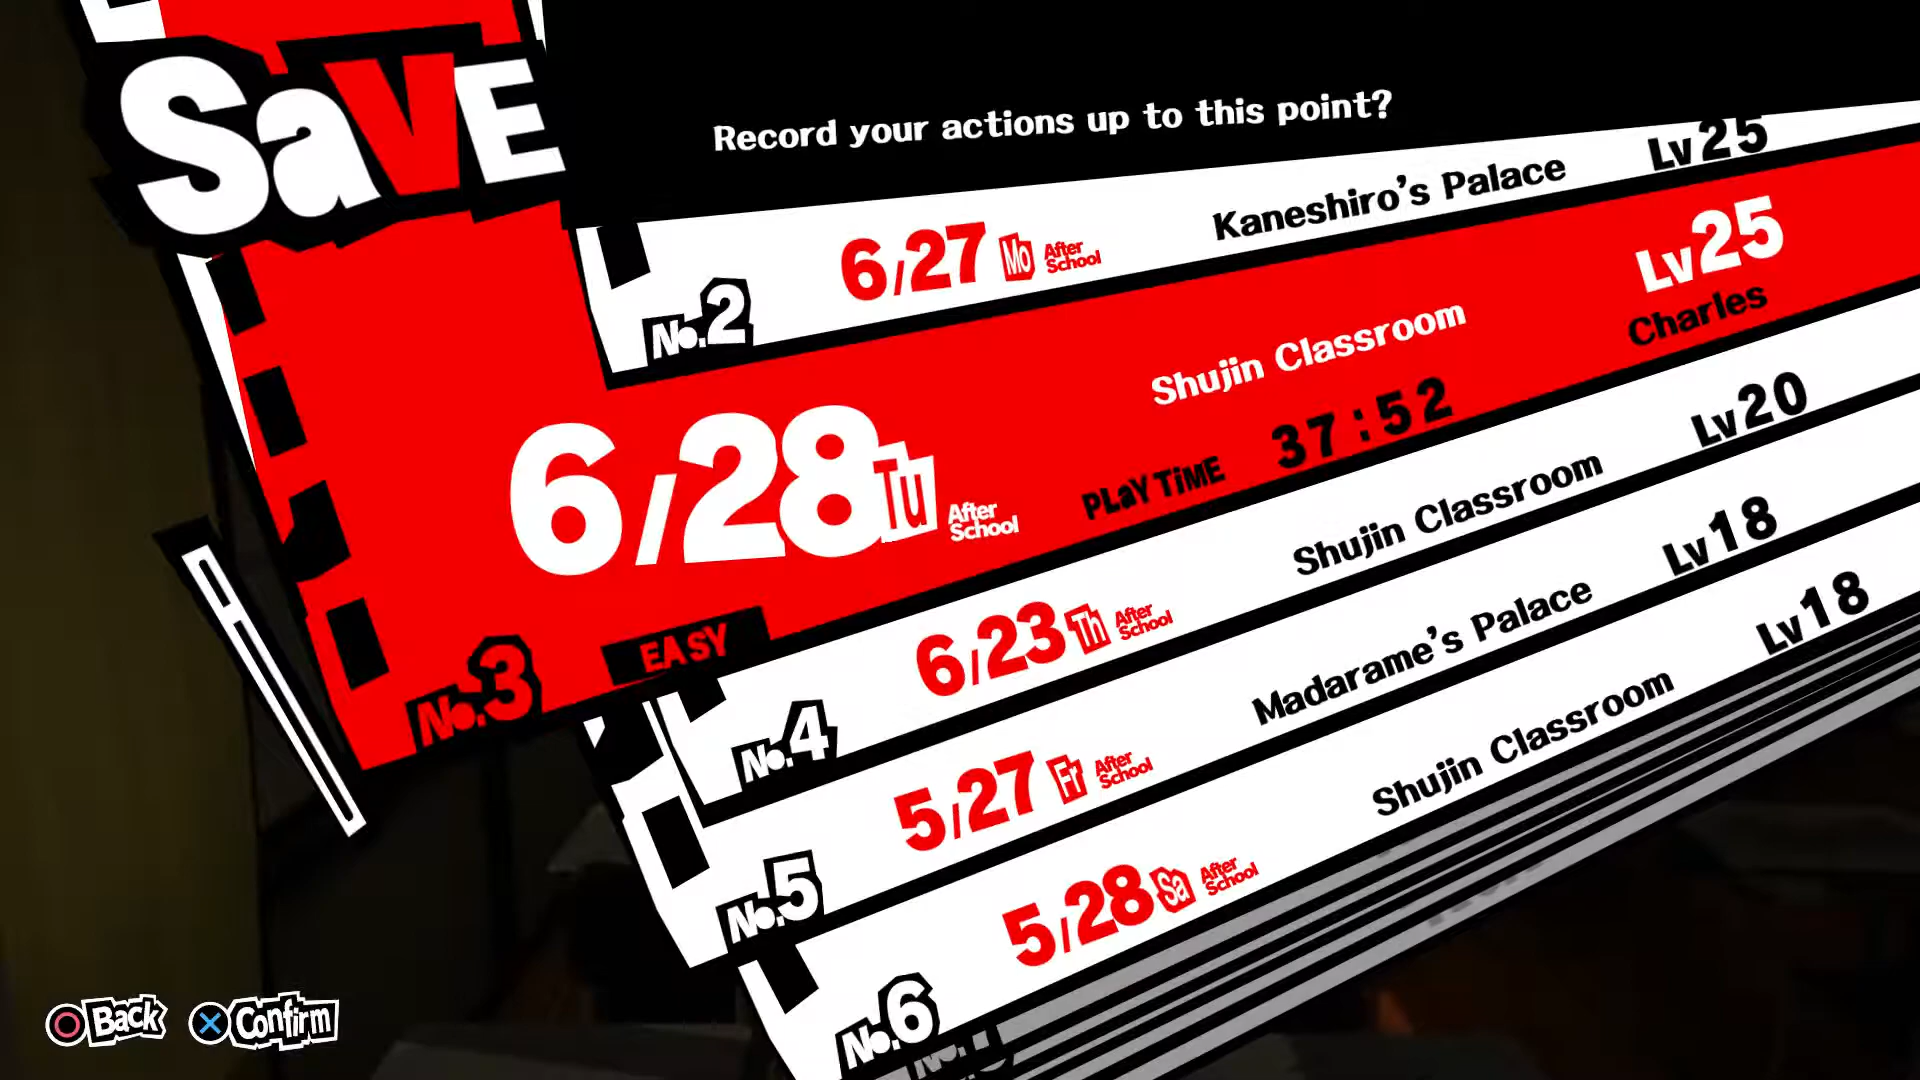 SaVE
Record your actions up to this point?
No.2 6/27 Mo After School Kaneshiro's Palace Lv25
No.3 6/28 Tu After School Shujin Classroom Lv25
EASY PLaY TiME 37:52 Charles
No.4 6/23 Th After School Shujin Classroom Lv20
No.5 5/27 Fr After School Madarame's Palace Lv18
No.6 5/28 Sa After School Shujin Classroom Lv18
Back Confirm